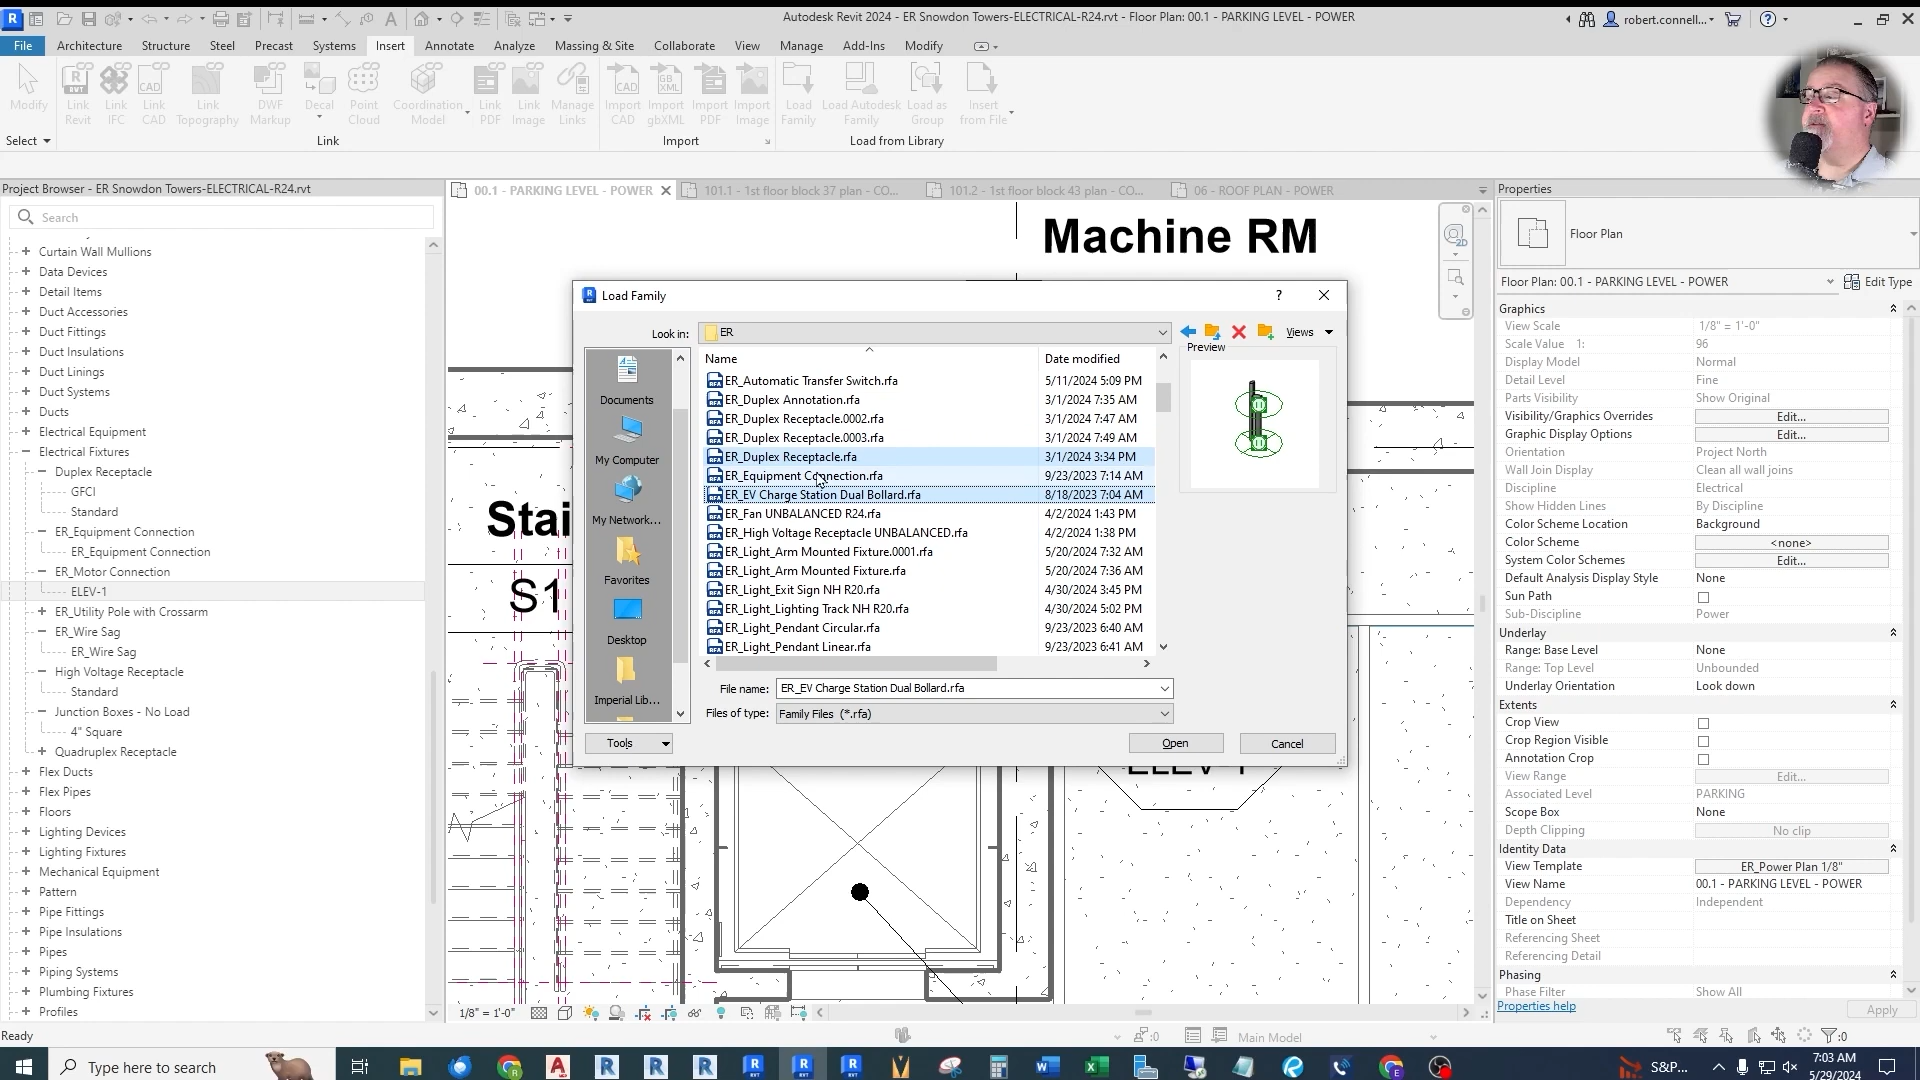 Autodesk Revit 2024 - ER Snowdon Towers-ELECTRICAL-R24.rvt - Floor Plan: 00.1 - PARKING LEVEL - POWER
robert.connell...
File Architecture Structure Steel Precast Systems Insert Annotate Analyze Massing & Site Collaborate View Manage Add-Ins Modify
Modify
Link Revit
Link IFC
Link CAD
Link Topography
DWF Markup
Decal
Point Cloud
Coordination Model
Link PDF
Link Image
Manage Links
Import CAD
Import gbXML
Import PDF
Import Image
Load Family
Load Autodesk Family
Load as Group
Insert from File
Select
Link
Import
Load from Library
Project Browser - ER Snowdon Towers-ELECTRICAL-R24.rvt
Search
Curtain Wall Mullions
Data Devices
Detail Items
Duct Accessories
Duct Fittings
Duct Insulations
Duct Linings
Duct Systems
Ducts
Electrical Equipment
Electrical Fixtures
Duplex Receptacle
GFCI
Standard
ER_Equipment Connection
ER_Equipment Connection
ER_Motor Connection
ELEV-1
ER_Utility Pole with Crossarm
ER_Wire Sag
ER_Wire Sag
High Voltage Receptacle
Standard
Junction Boxes - No Load
4" Square
Quadruplex Receptacle
Flex Ducts
Flex Pipes
Floors
Lighting Devices
Lighting Fixtures
Mechanical Equipment
Pattern
Pipe Fittings
Pipe Insulations
Pipes
Piping Systems
Plumbing Fixtures
Profiles
00.1 - PARKING LEVEL - POWER
101.1 - 1st floor block 37 plan - CO...
101.2 - 1st floor block 43 plan - CO...
06 - ROOF PLAN - POWER
Machine RM
Stai
S1
ELEV-1
Load Family
Look in: ER
Views
Name
Date modified
Preview
ER_Automatic Transfer Switch.rfa 5/11/2024 5:09 PM
ER_Duplex Annotation.rfa 3/1/2024 7:35 AM
ER_Duplex Receptacle.0002.rfa 3/1/2024 7:47 AM
ER_Duplex Receptacle.0003.rfa 3/1/2024 7:49 AM
ER_Duplex Receptacle.rfa 3/1/2024 3:34 PM
ER_Equipment Connection.rfa 9/23/2023 7:14 AM
ER_EV Charge Station Dual Bollard.rfa 8/18/2023 7:04 AM
ER_Fan UNBALANCED R24.rfa 4/2/2024 1:43 PM
ER_High Voltage Receptacle UNBALANCED.rfa 4/2/2024 1:38 PM
ER_Light_Arm Mounted Fixture.0001.rfa 5/20/2024 7:32 AM
ER_Light_Arm Mounted Fixture.rfa 5/20/2024 7:36 AM
ER_Light_Exit Sign NH R20.rfa 4/30/2024 3:45 PM
ER_Light_Lighting Track NH R20.rfa 4/30/2024 5:02 PM
ER_Light_Pendant Circular.rfa 9/23/2023 6:40 AM
ER_Light_Pendant Linear.rfa 9/23/2023 6:41 AM
Documents
My Computer
My Network...
Favorites
Desktop
Imperial Lib...
File name: ER_EV Charge Station Dual Bollard.rfa
Files of type: Family Files (*.rfa)
Tools
Open
Cancel
Properties
Floor Plan
Floor Plan: 00.1 - PARKING LEVEL - POWER
Edit Type
Graphics
View Scale 1/8" = 1'-0"
Scale Value 1: 96
Display Model Normal
Detail Level Fine
Parts Visibility Show Original
Visibility/Graphics Overrides Edit...
Graphic Display Options Edit...
Orientation Project North
Wall Join Display Clean all wall joins
Discipline Electrical
Show Hidden Lines By Discipline
Color Scheme Location Background
Color Scheme <none>
System Color Schemes Edit...
Default Analysis Display Style None
Sun Path
Sub-Discipline Power
Underlay
Range: Base Level None
Range: Top Level Unbounded
Underlay Orientation Look down
Extents
Crop View
Crop Region Visible
Annotation Crop
View Range Edit...
Associated Level PARKING
Scope Box None
Depth Clipping No clip
Identity Data
View Template ER_Power Plan 1/8"
View Name 00.1 - PARKING LEVEL - POWER
Dependency Independent
Title on Sheet
Referencing Sheet
Referencing Detail
Phasing
Phase Filter Show All
Properties help
Apply
1/8" = 1'-0"
Ready
:0
Main Model
:0
Type here to search
S&P...
7:03 AM
5/29/2024